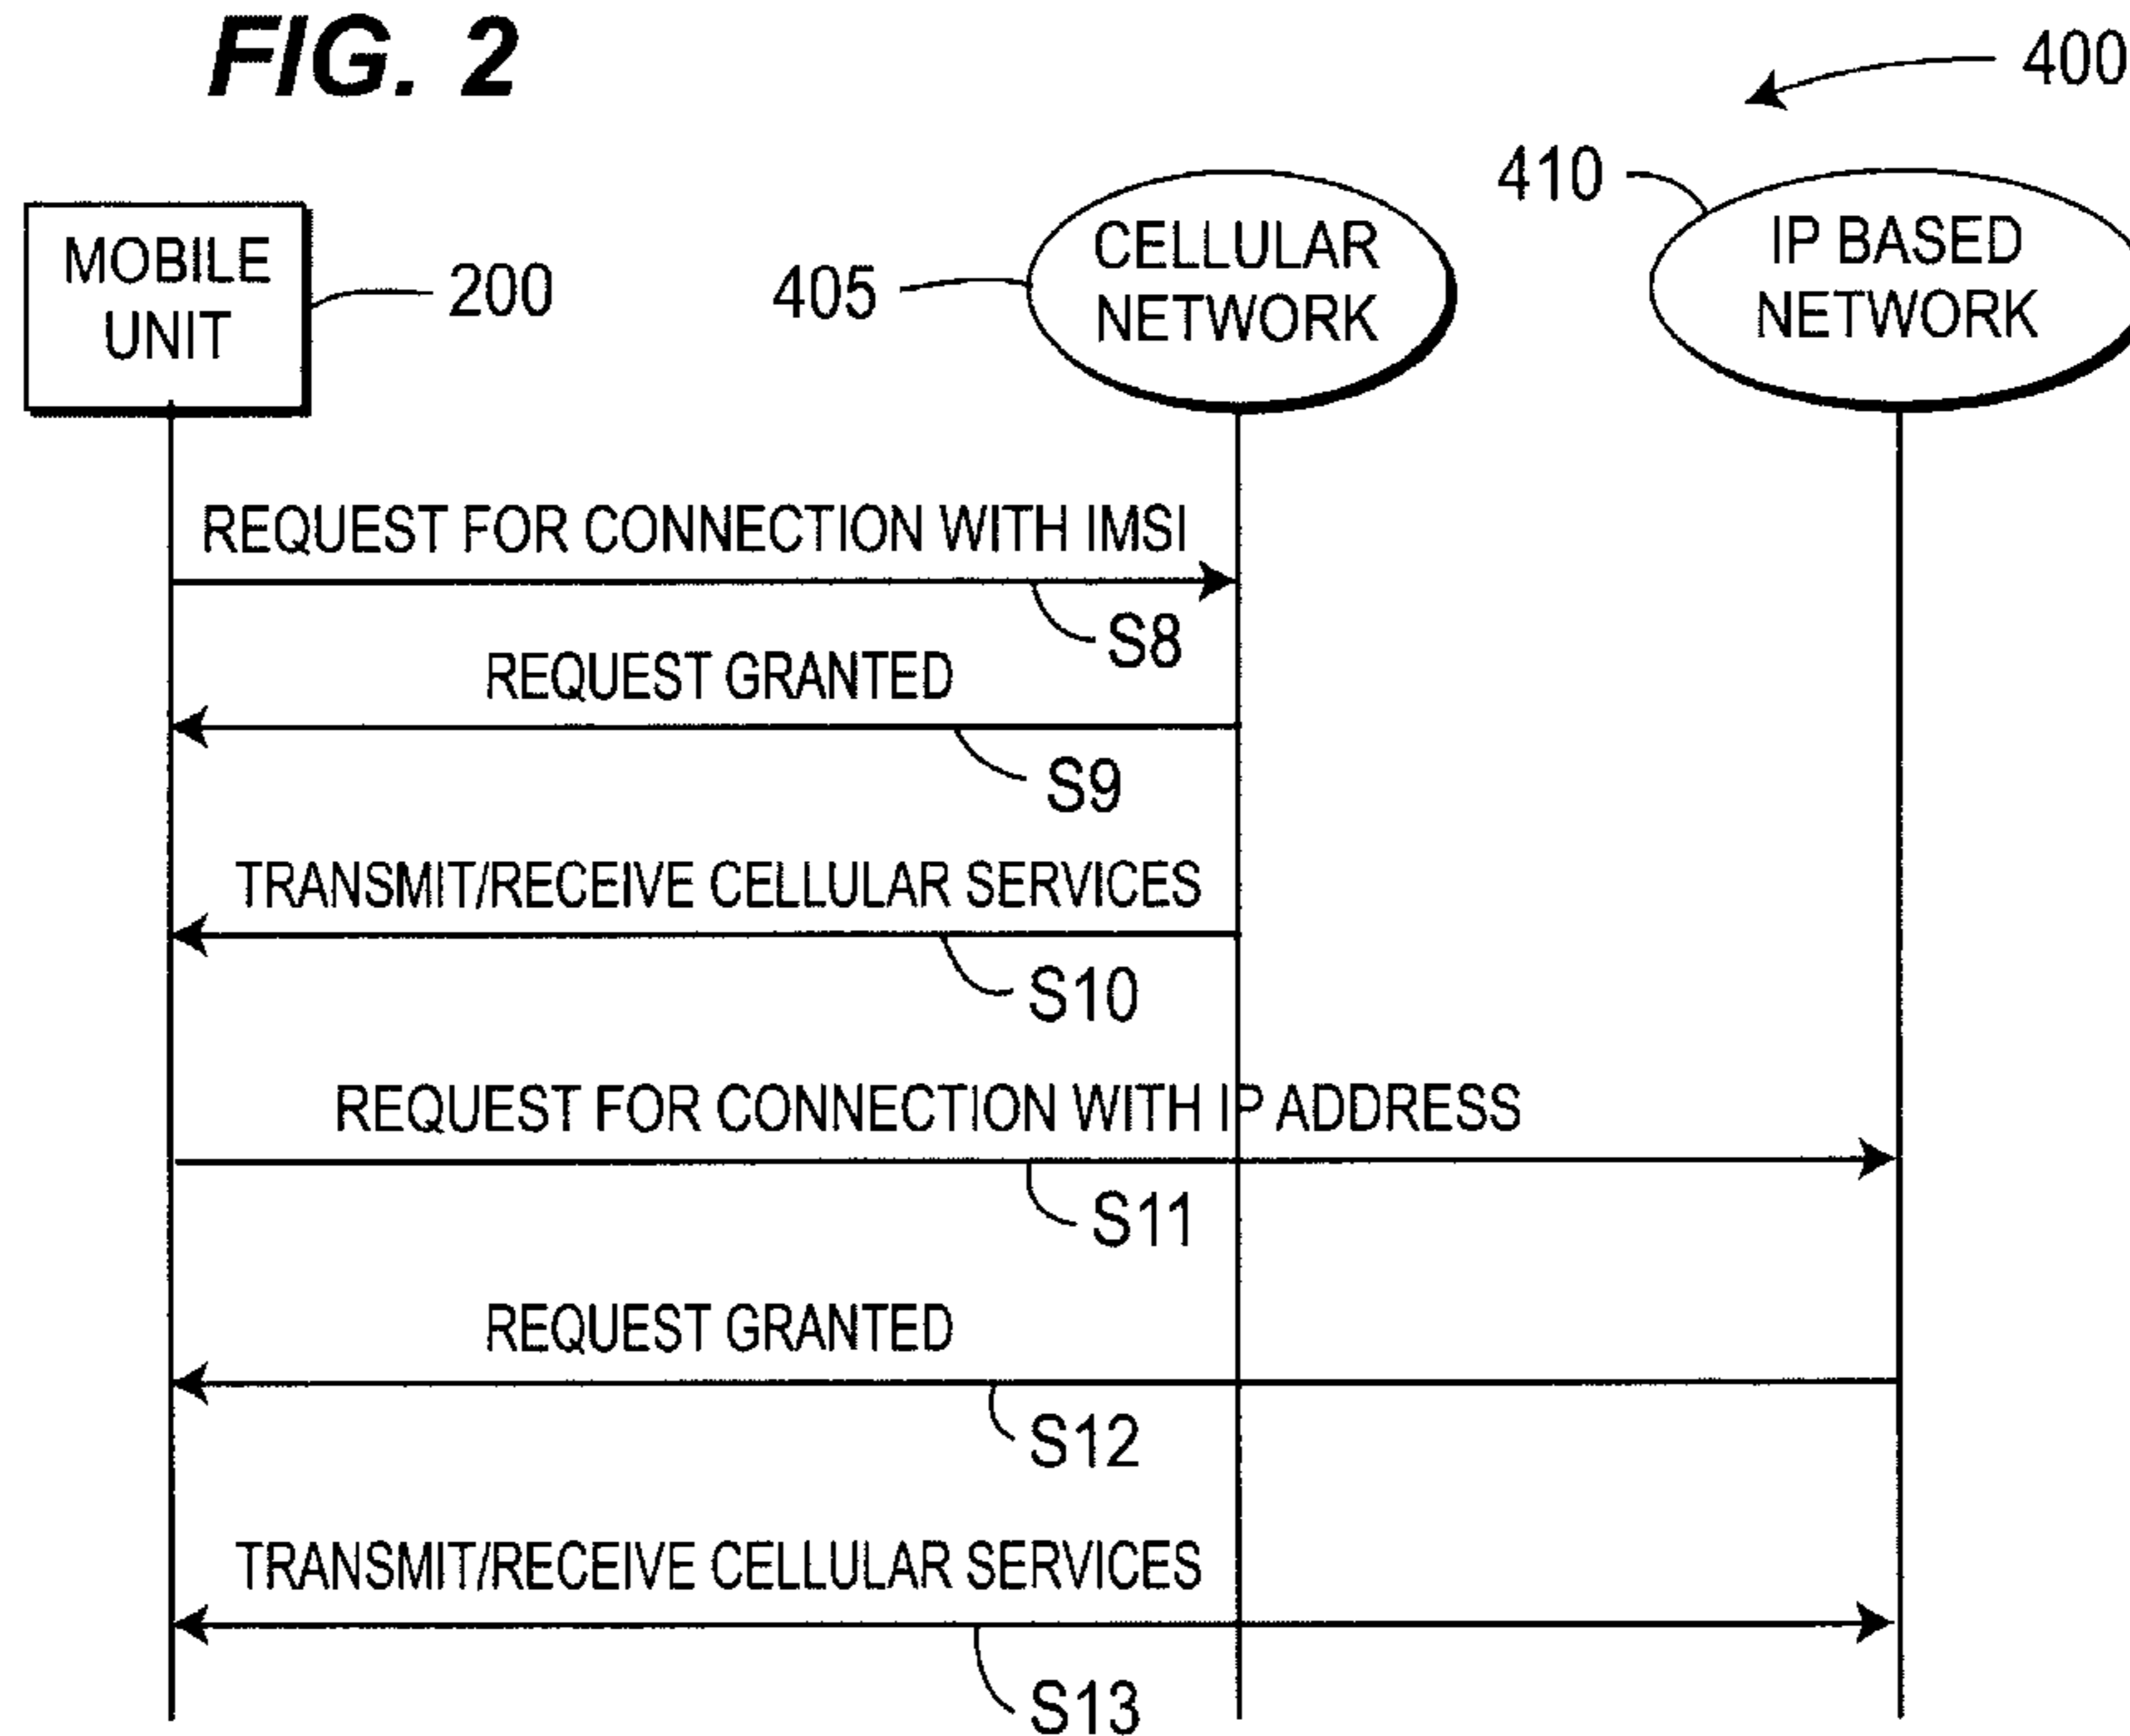 FIG. 2
400
410
MOBILE
UNIT
200
405
CELLULAR
NETWORK
IP BASED
NETWORK
REQUEST FOR CONNECTION WITH IMSI
S8
REQUEST GRANTED
S9
TRANSMIT/RECEIVE CELLULAR SERVICES
S10
REQUEST FOR CONNECTION WITH IP ADDRESS
S11
REQUEST GRANTED
S12
TRANSMIT/RECEIVE CELLULAR SERVICES
S13